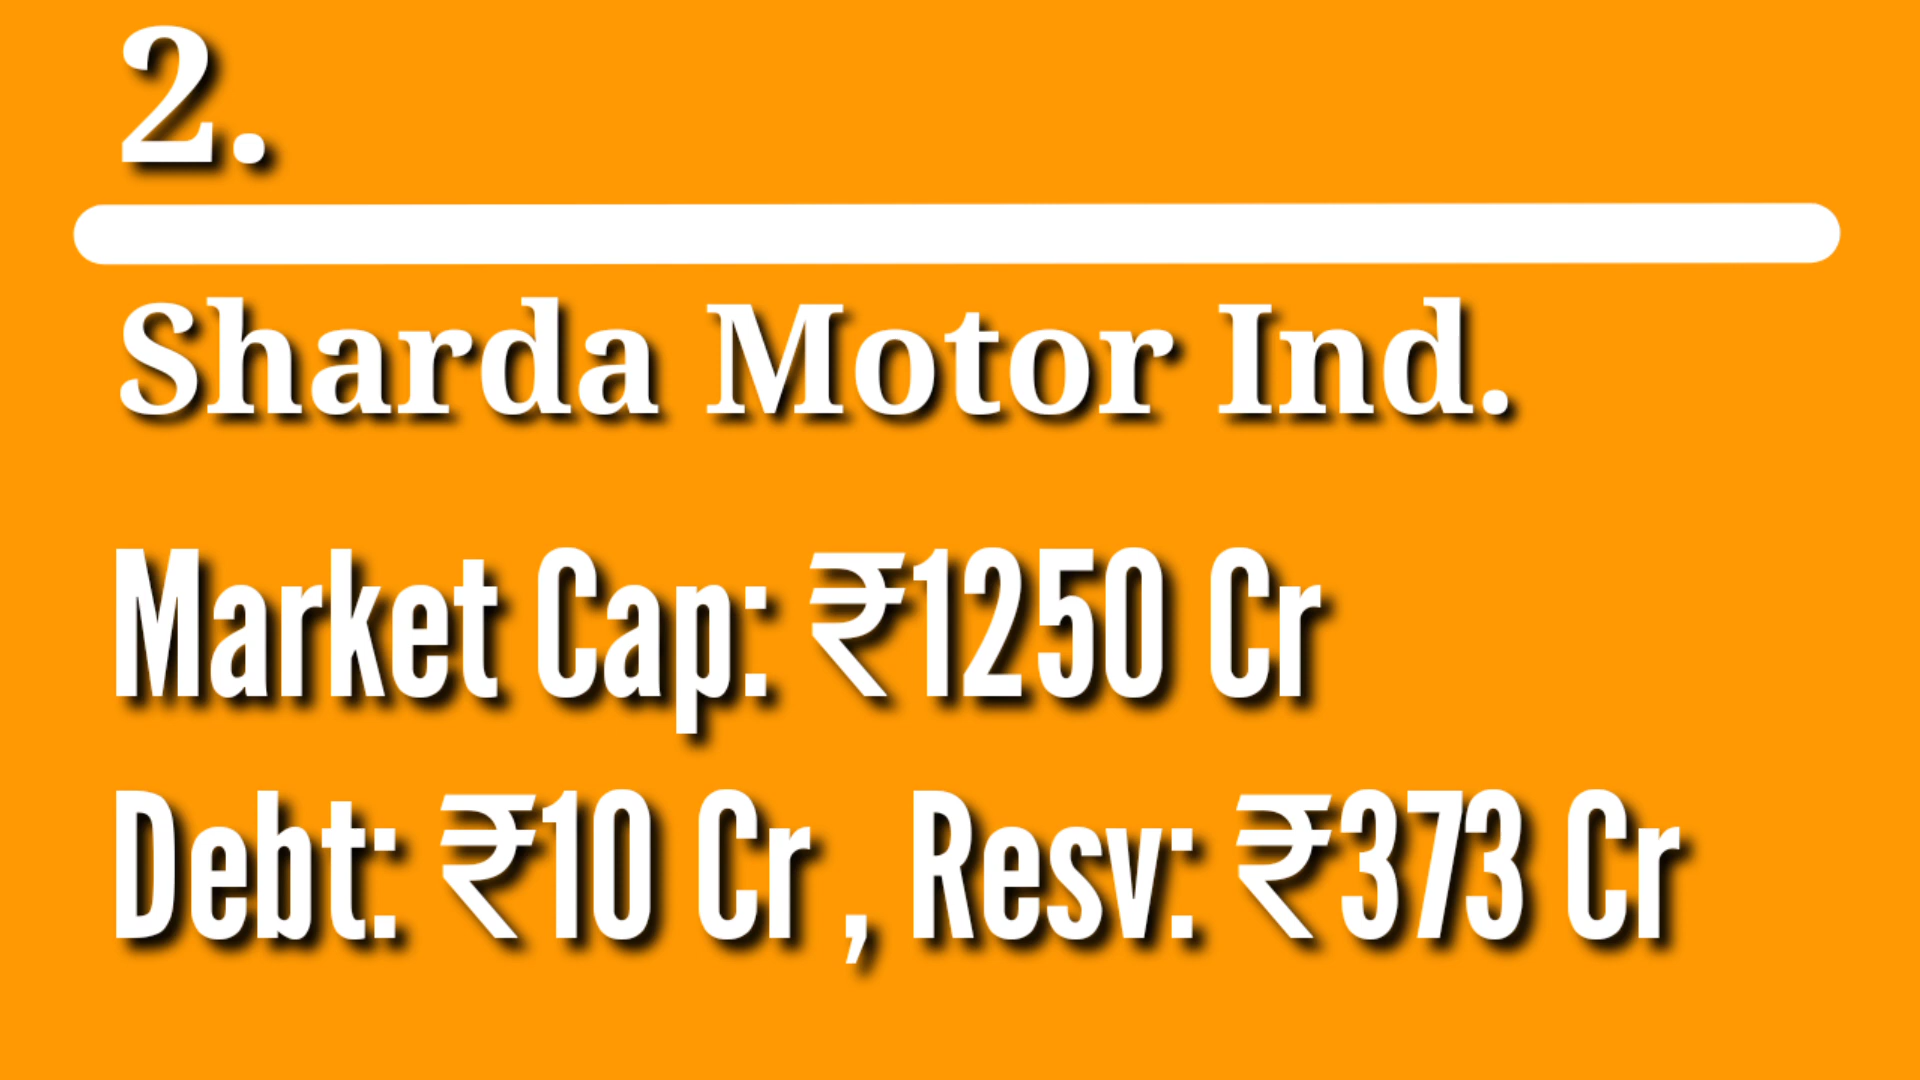 2.
Sharda Motor Ind.
Market Cap: ₹1250 Cr
Debt: ₹10 Cr , Resv: ₹373 Cr